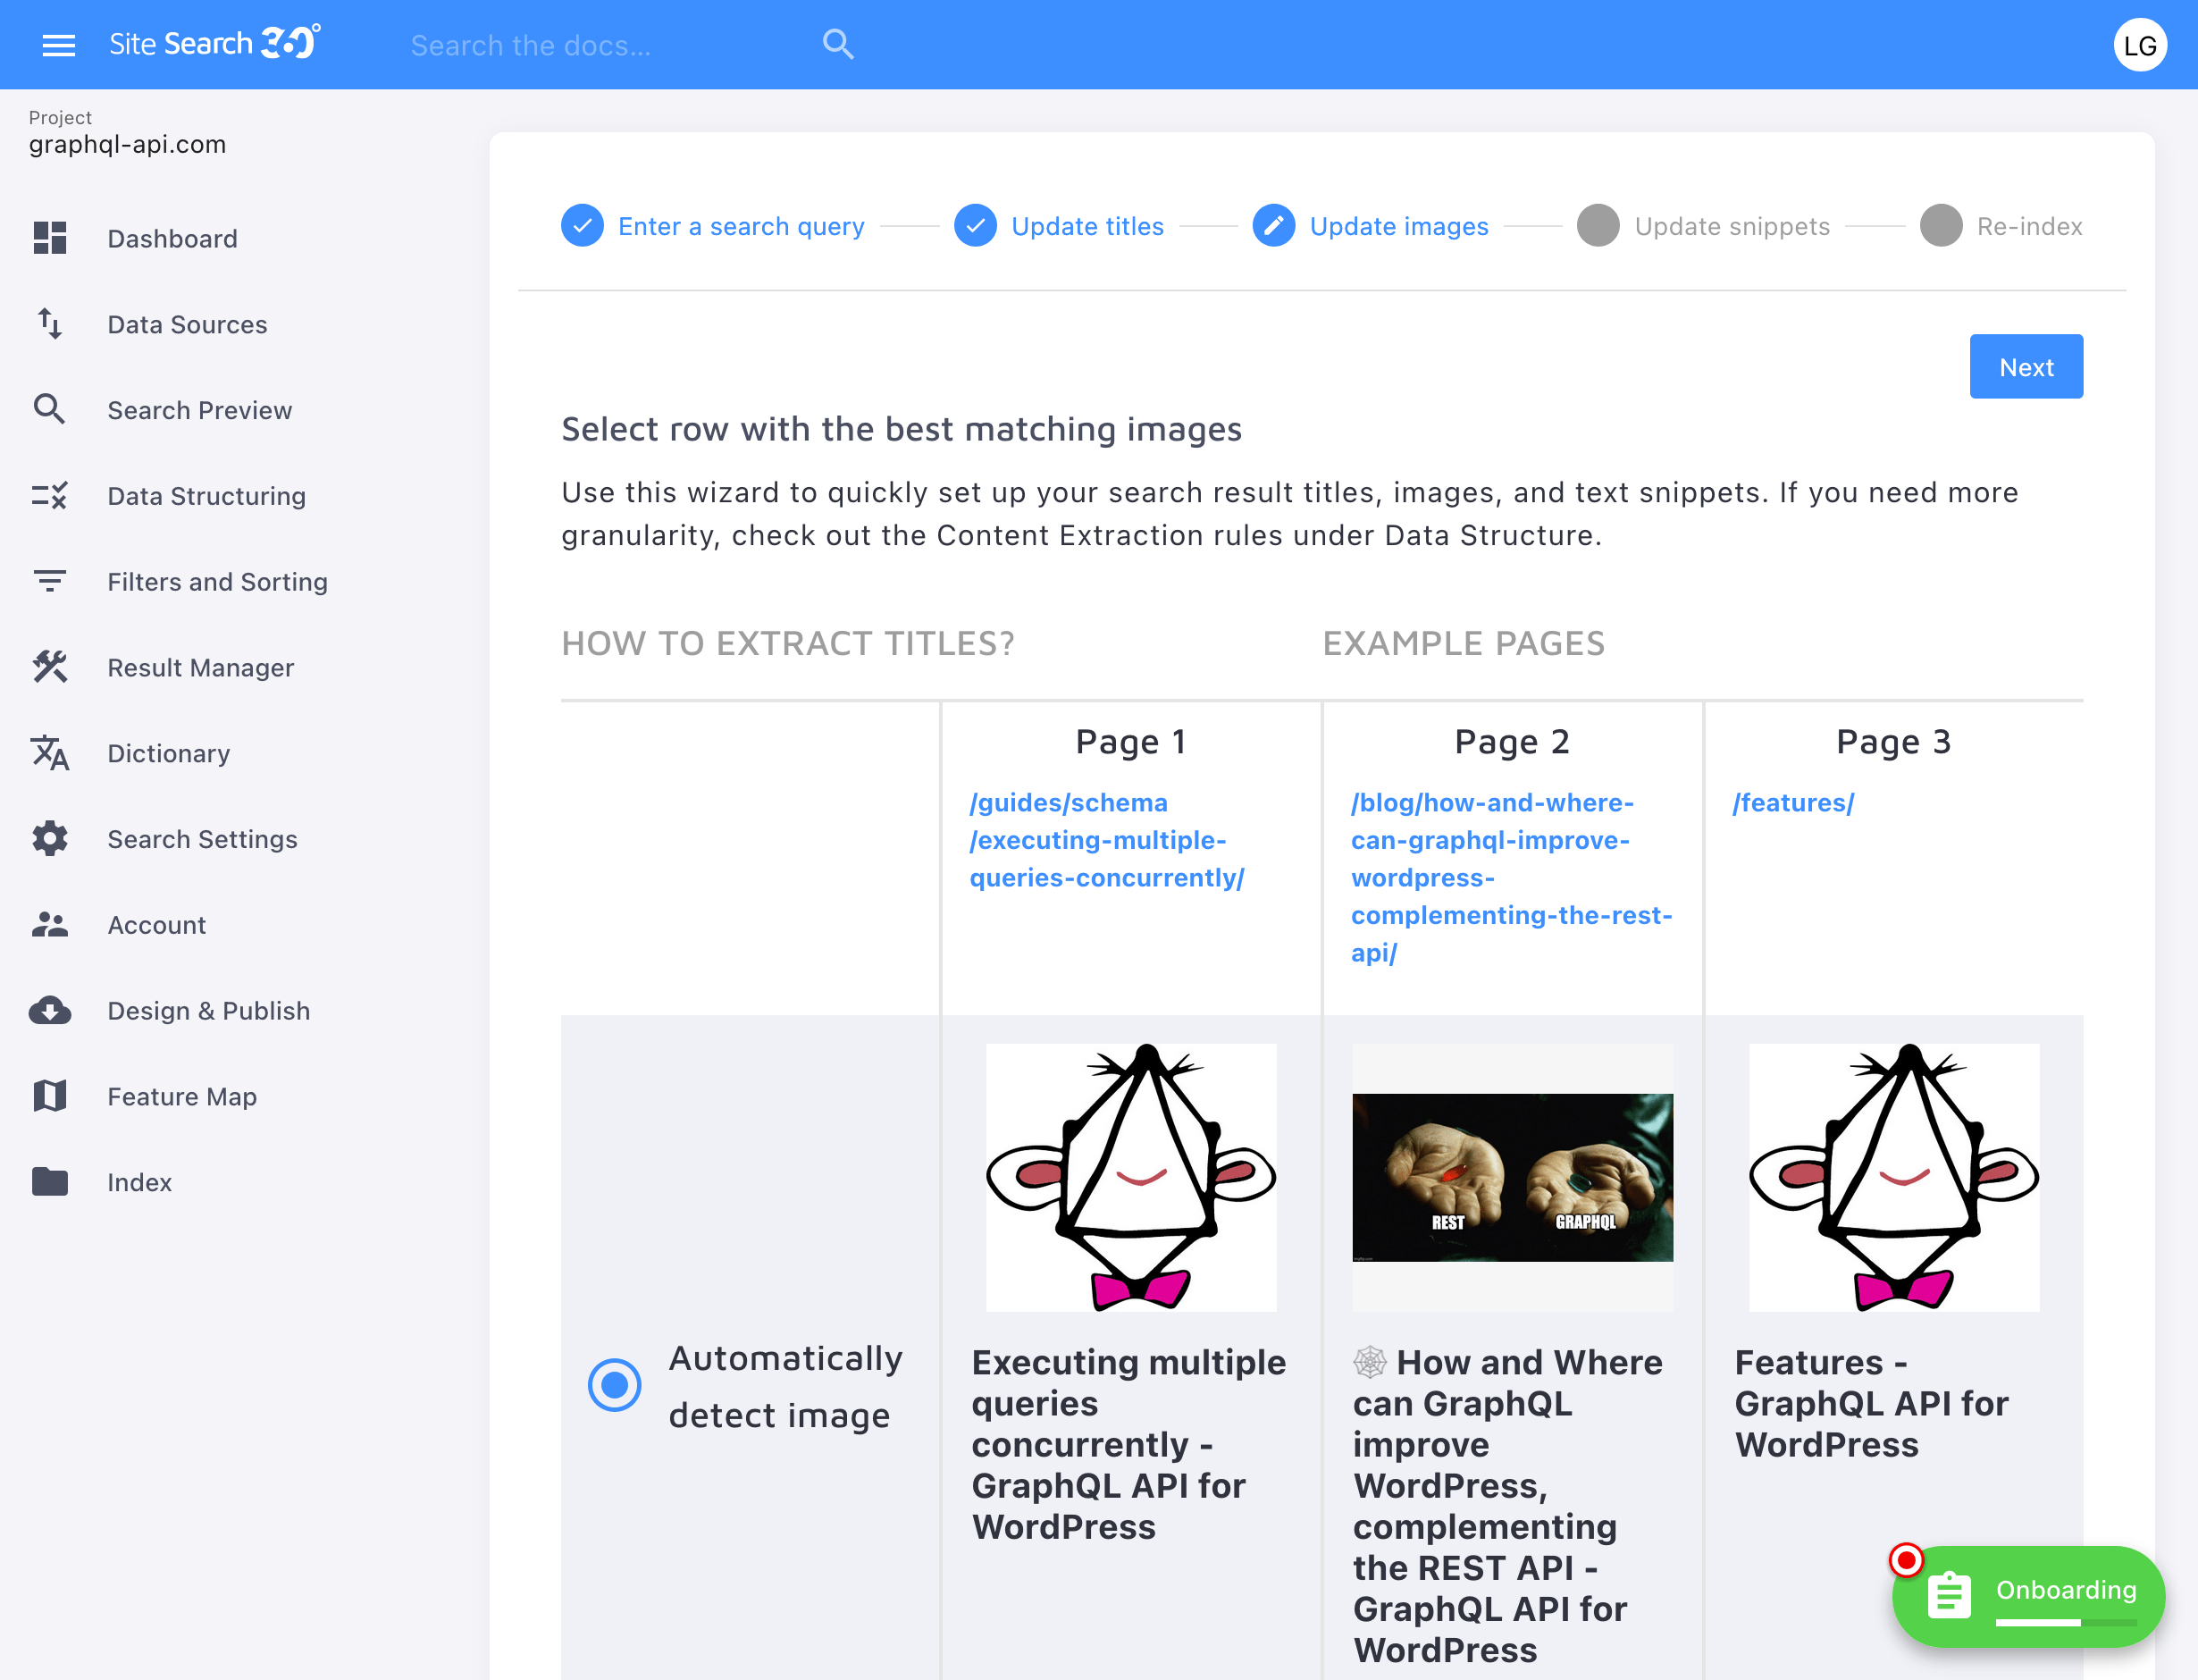 Site Search 360°
Search the docs...
LG
Project
graphql-api.com
Dashboard
Data Sources
Search Preview
Data Structuring
Filters and Sorting
Result Manager
Dictionary
Search Settings
Account
Design & Publish
Feature Map
Index
Enter a search query
Update titles
Update images
Update snippets
Re-index
Next
Select row with the best matching images
Use this wizard to quickly set up your search result titles, images, and text snippets. If you need more
granularity, check out the Content Extraction rules under Data Structure.
HOW TO EXTRACT TITLES?
EXAMPLE PAGES
Page 1
/guides/schema
/executing-multiple-
queries-concurrently/
Page 2
/blog/how-and-where-
can-graphql-improve-
wordpress-
complementing-the-rest-
api/
Page 3
/features/
Automatically
detect image
Executing multiple
queries
concurrently -
GraphQL API for
WordPress
REST
GRAPHQL
🕸 How and Where
can GraphQL
improve
WordPress,
complementing
the REST API -
GraphQL API for
WordPress
Features -
GraphQL API for
WordPress
Onboarding